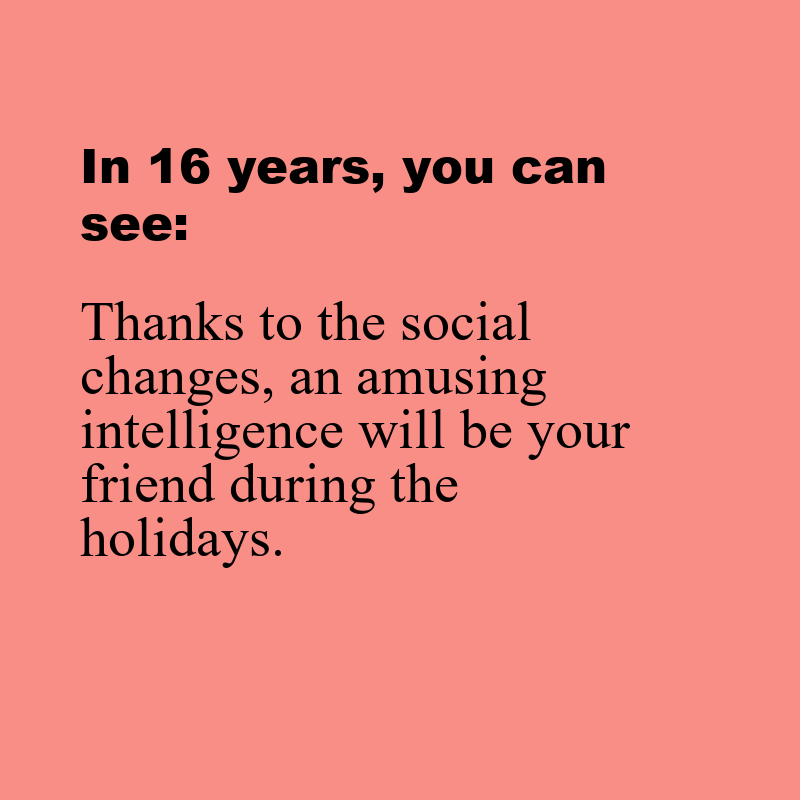 In 16 years, you can
see:
Thanks to the social
changes, an amusing
intelligence will be your
friend during the
holidays.